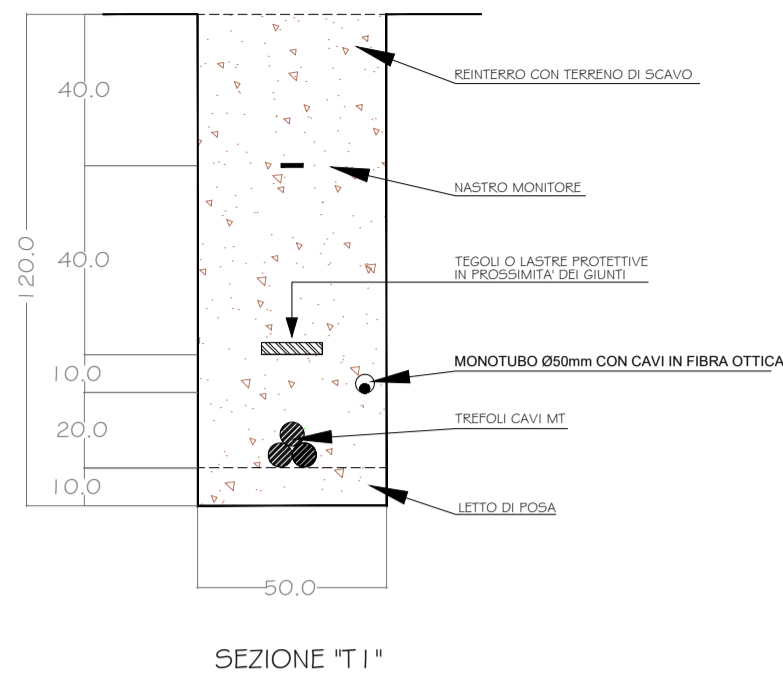 40.0
REINTERRO CON TERRENO DI SCAVO
NASTRO MONITORE
120.0
40.0
TEGOLI O LASTRE PROTETTIVE
IN PROSSIMITA' DEI GIUNTI
10.0
MONOTUBO Ø50mm CON CAVI IN FIBRA OTTICA
20.0
TREFOLI CAVI MT
10.0
LETTO DI POSA
50.0
SEZIONE "T1"